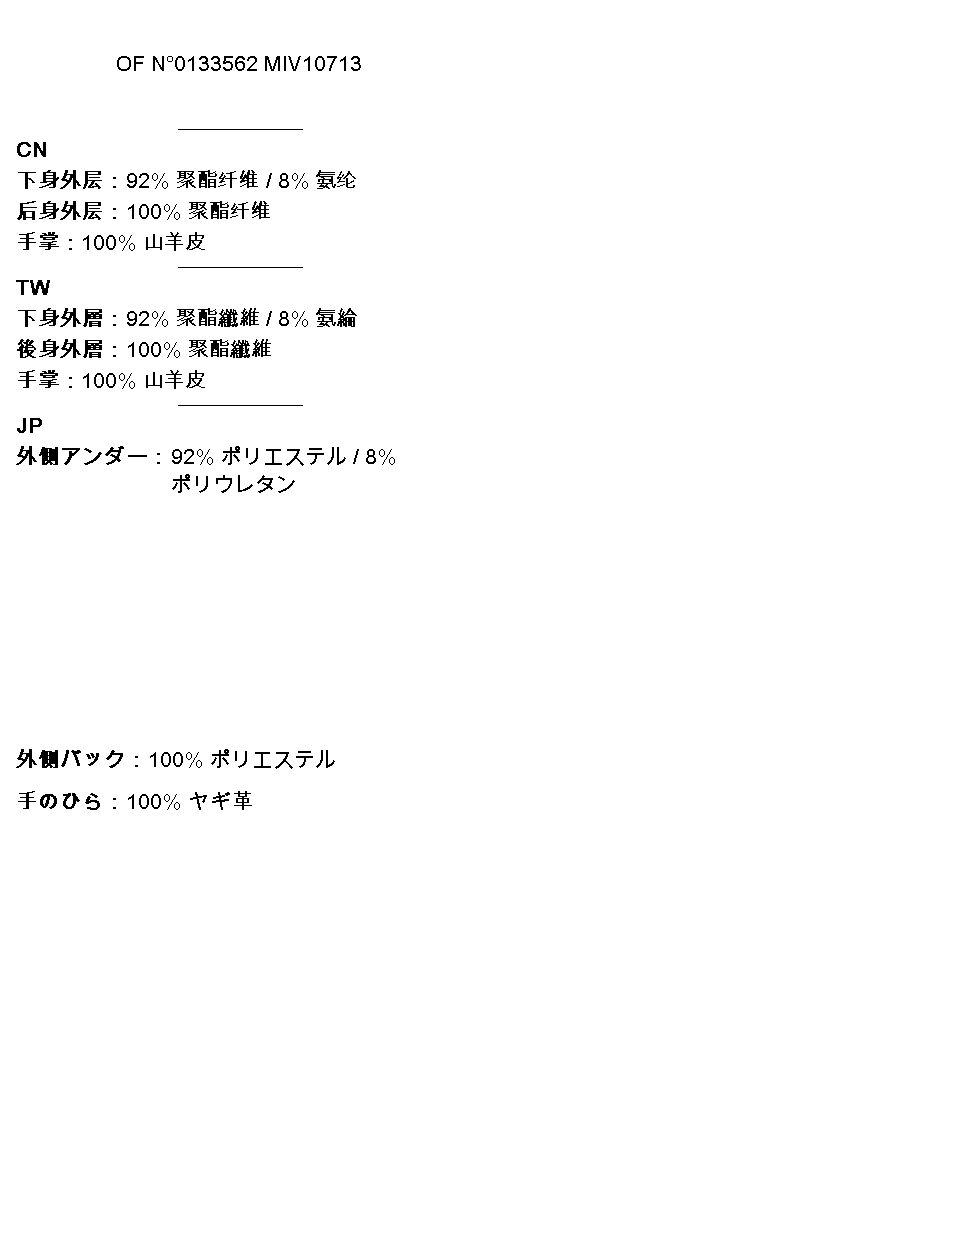 OF N°0133562 MIV10713
CN
下身外层：92% 聚酯纤维 / 8% 氨纶
后身外层：100% 聚酯纤维
手掌：100% 山羊皮
TW
下身外層：92% 聚酯纖維 / 8% 氨綸
後身外層：100% 聚酯纖維
手掌：100% 山羊皮
JP
外側アンダー：92% ポリエステル / 8%
ポリウレタン
外側バック：100% ポリエステル
手のひら：100% ヤギ革